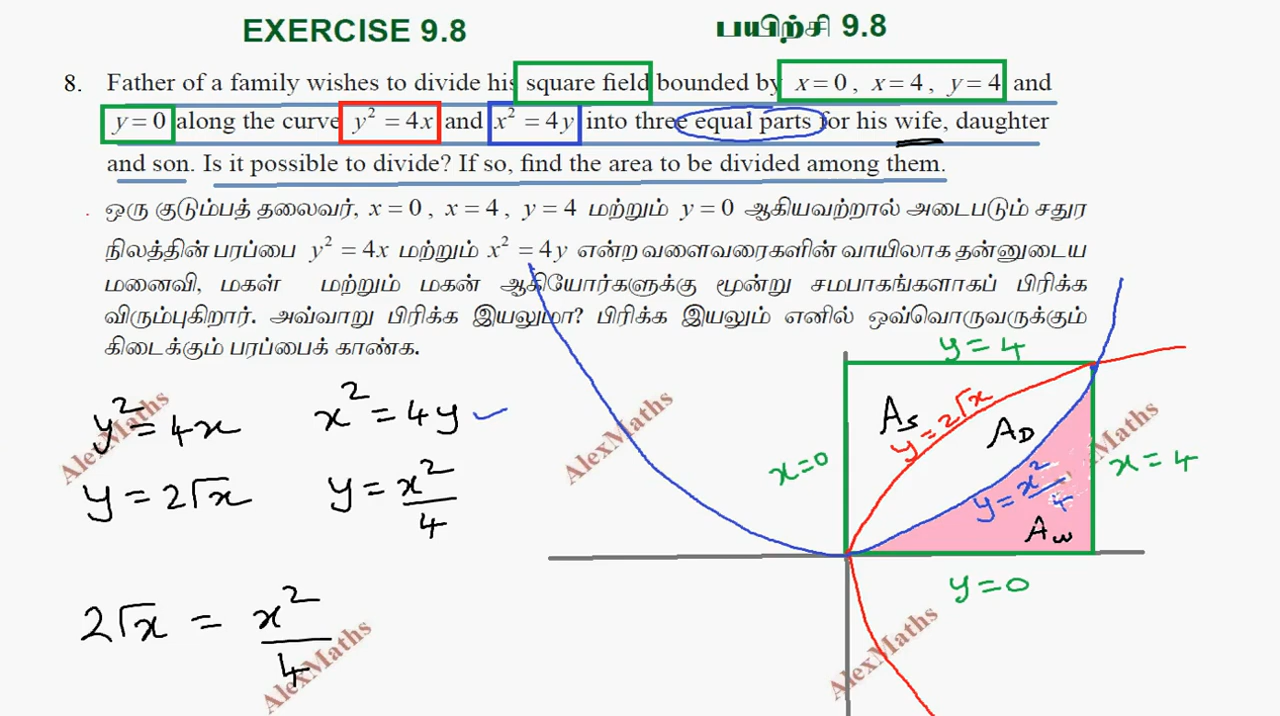 EXERCISE 9.8
பயிற்சி 9.8
8. Father of a family wishes to divide his square field bounded by x = 0 , x = 4 , y = 4 and
y = 0 along the curve y² = 4x and x² = 4y into three equal parts for his wife, daughter
and son. Is it possible to divide? If so, find the area to be divided among them.
ஒரு குடும்பத் தலைவர், x = 0 , x = 4 , y = 4 மற்றும் y = 0 ஆகியவற்றால் அடைபடும் சதுர
நிலத்தின் பரப்பை y² = 4x மற்றும் x² = 4y என்ற வளைவரைகளின் வாயிலாக தன்னுடைய
மனைவி, மகள் மற்றும் மகன் ஆகியோர்களுக்கு மூன்று சமபாகங்களாகப் பிரிக்க
விரும்புகிறார். அவ்வாறு பிரிக்க இயலுமா? பிரிக்க இயலும் எனில் ஒவ்வொருவருக்கும்
கிடைக்கும் பரப்பைக் காண்க.
y² = 4x
x² = 4y
y = 2√x
y = x²/4
2√x = x²/4
y = 4
A_S
y = 2√x
A_D
x = 0
x = 4
y = x²/4
A_W
y = 0
AlexMaths
AlexMaths
AlexMaths
AlexMaths
Maths